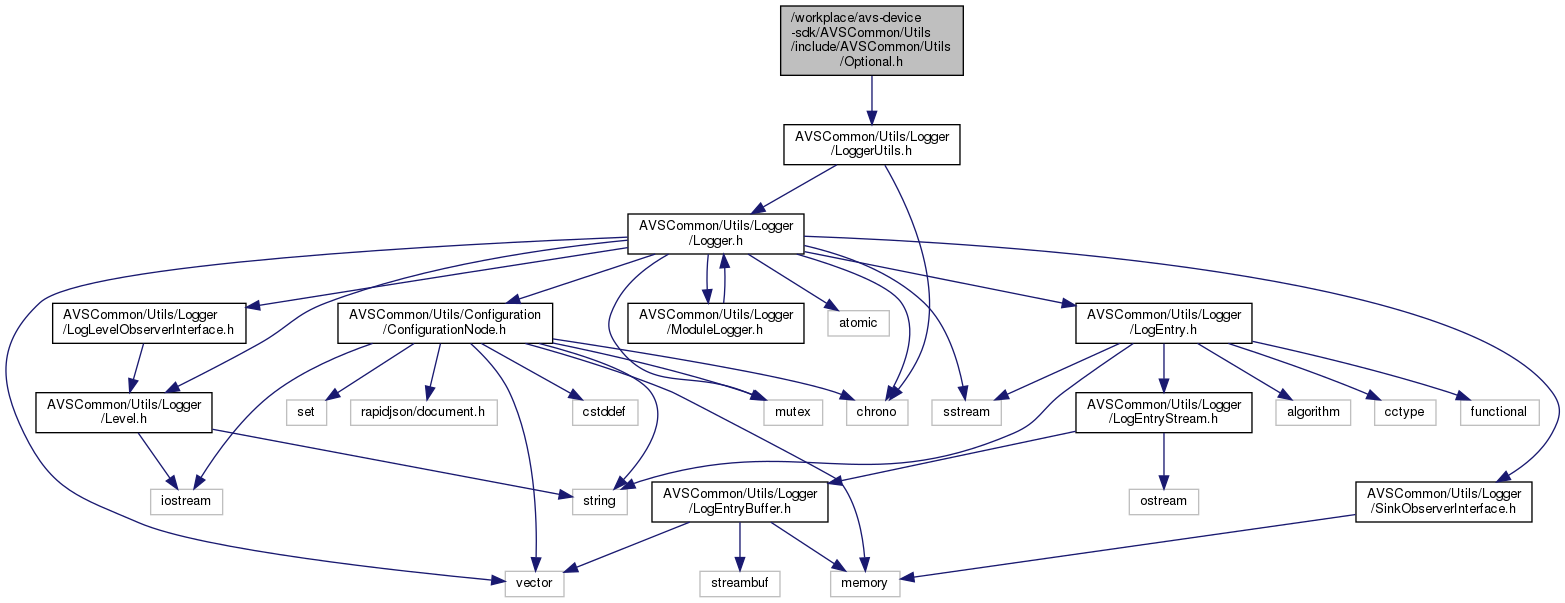 /workplace/avs-device
-sdk/AVSCommon/Utils
/include/AVSCommon/Utils
/Optional.h
AVSCommon/Utils/Logger
/LoggerUtils.h
AVSCommon/Utils/Logger
/Logger.h
AVSCommon/Utils/Logger
/LogLevelObserverInterface.h
AVSCommon/Utils/Configuration
/ConfigurationNode.h
AVSCommon/Utils/Logger
/ModuleLogger.h
atomic
AVSCommon/Utils/Logger
/LogEntry.h
AVSCommon/Utils/Logger
/Level.h
set
rapidjson/document.h
cstddef
mutex
chrono
sstream
AVSCommon/Utils/Logger
/LogEntryStream.h
algorithm
cctype
functional
iostream
string
AVSCommon/Utils/Logger
/LogEntryBuffer.h
ostream
AVSCommon/Utils/Logger
/SinkObserverInterface.h
vector
streambuf
memory